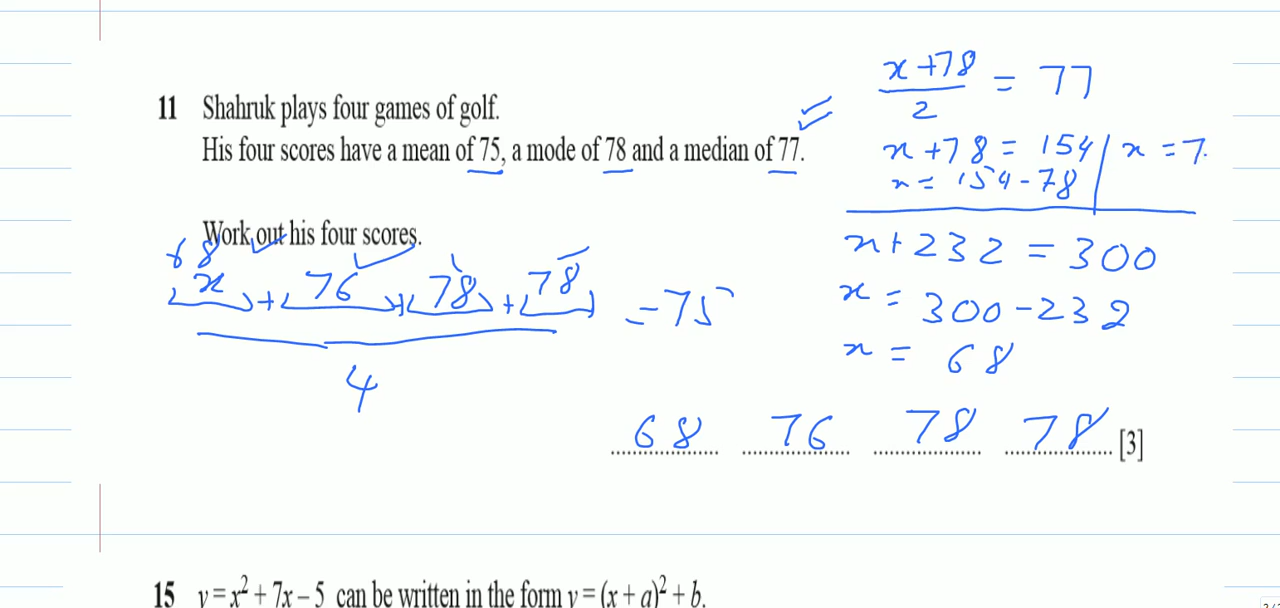 11 Shahruk plays four games of golf.
His four scores have a mean of 75, a mode of 78 and a median of 77.
Work out his four scores.
68
x + 76 + 78 + 78 = 75
4
x + 78 = 77
2
x + 78 = 154 x = 7
x = 154 - 78
x + 232 = 300
x = 300 - 232
x = 68
68 76 78 78 [3]
15 y = x² + 7x – 5 can be written in the form y = (x + a)² + b.